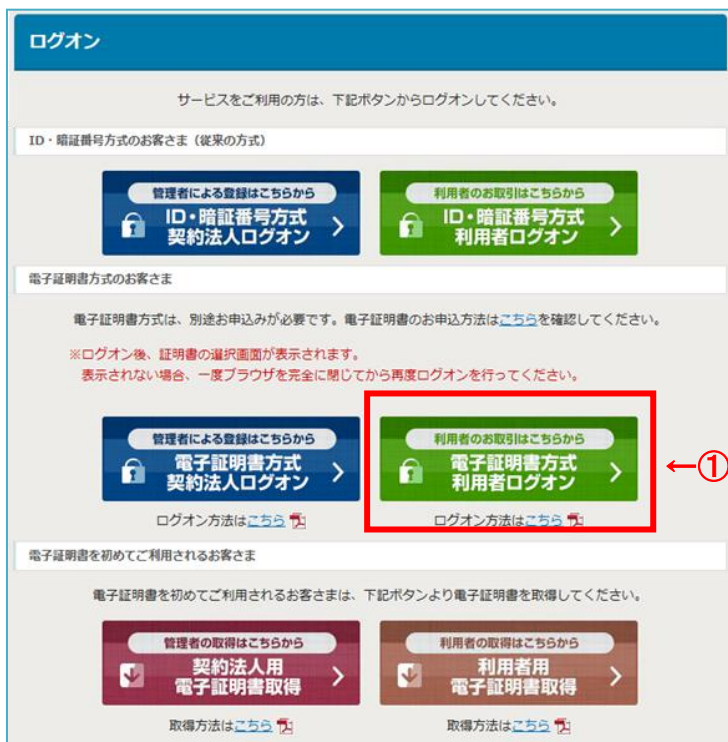 ログオン
サービスをご利用の方は、下記ボタンからログオンしてください。
ID・暗証番号方式のお客さま（従来の方式）
管理者による登録はこちらから
ID・暗証番号方式
契約法人ログオン
利用者のお取引はこちらから
ID・暗証番号方式
利用者ログオン
電子証明書方式のお客さま
電子証明書方式は、別途お申込みが必要です。電子証明書のお申込方法はこちらを確認してください。
※ログオン後、証明書の選択画面が表示されます。
表示されない場合、一度ブラウザを完全に閉じてから再度ログオンを行ってください。
管理者による登録はこちらから
電子証明書方式
契約法人ログオン
ログオン方法はこちら
利用者のお取引はこちらから
電子証明書方式
利用者ログオン
ログオン方法はこちら
←①
電子証明書を初めてご利用されるお客さま
電子証明書を初めてご利用されるお客さまは、下記ボタンより電子証明書を取得してください。
管理者の取得はこちらから
契約法人用
電子証明書取得
取得方法はこちら
利用者の取得はこちらから
利用者用
電子証明書取得
取得方法はこちら